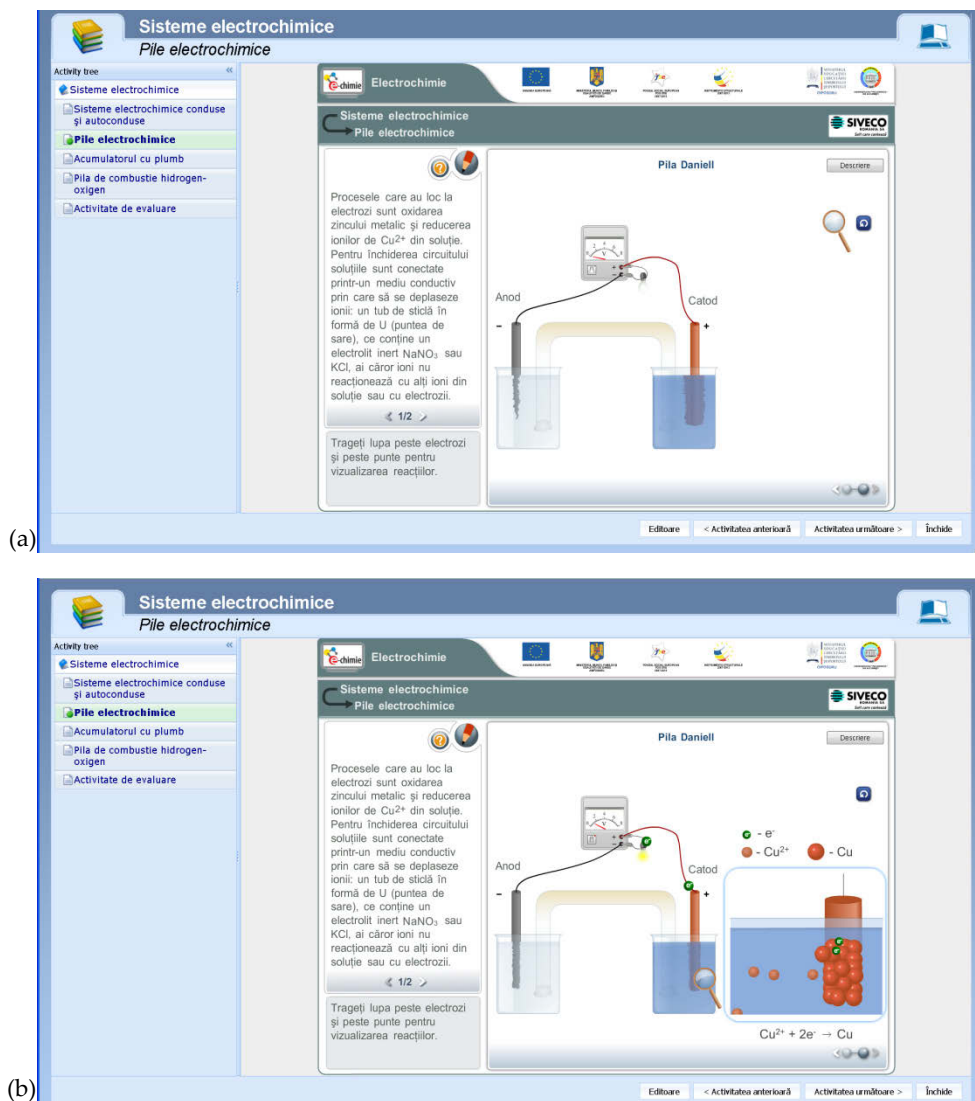 Sisteme electrochimice
Pile electrochimice
Activity tree
Sisteme electrochimice
Sisteme electrochimice conduse
și autoconduse
Pile electrochimice
Acumulatorul cu plumb
Pila de combustie hidrogen-
oxigen
Activitate de evaluare
e-chimie
Electrochimie
Sisteme electrochimice
Pile electrochimice
SIVECO
ROMANIA SA
Procesele care au loc la
electrozi sunt oxidarea
zincului metalic și reducerea
ionilor de Cu²⁺ din soluție.
Pentru închiderea circuitului
soluțiile sunt conectate
printr-un mediu conductiv
prin care să se deplaseze
ionii: un tub de sticlă în
formă de U (puntea de
sare), ce conține un
electrolit inert NaNO₃ sau
KCl, ai căror ioni nu
reacționează cu alți ioni din
soluție sau cu electrozii.
1/2
Trageți lupa peste electrozi
și peste punte pentru
vizualizarea reacțiilor.
Pila Daniell
Descriere
V
+
-
Anod
Catod
-
+
Editoare
< Activitatea anterioară
Activitatea următoare >
Închide
(a)
Sisteme electrochimice
Pile electrochimice
Activity tree
Sisteme electrochimice
Sisteme electrochimice conduse
și autoconduse
Pile electrochimice
Acumulatorul cu plumb
Pila de combustie hidrogen-
oxigen
Activitate de evaluare
e-chimie
Electrochimie
Sisteme electrochimice
Pile electrochimice
SIVECO
ROMANIA SA
Procesele care au loc la
electrozi sunt oxidarea
zincului metalic și reducerea
ionilor de Cu²⁺ din soluție.
Pentru închiderea circuitului
soluțiile sunt conectate
printr-un mediu conductiv
prin care să se deplaseze
ionii: un tub de sticlă în
formă de U (puntea de
sare), ce conține un
electrolit inert NaNO₃ sau
KCl, ai căror ioni nu
reacționează cu alți ioni din
soluție sau cu electrozii.
1/2
Trageți lupa peste electrozi
și peste punte pentru
vizualizarea reacțiilor.
Pila Daniell
Descriere
V
+
-
Anod
Catod
-
+
- e⁻
- Cu²⁺
- Cu
Cu²⁺ + 2e⁻ → Cu
Editoare
< Activitatea anterioară
Activitatea următoare >
Închide
(b)